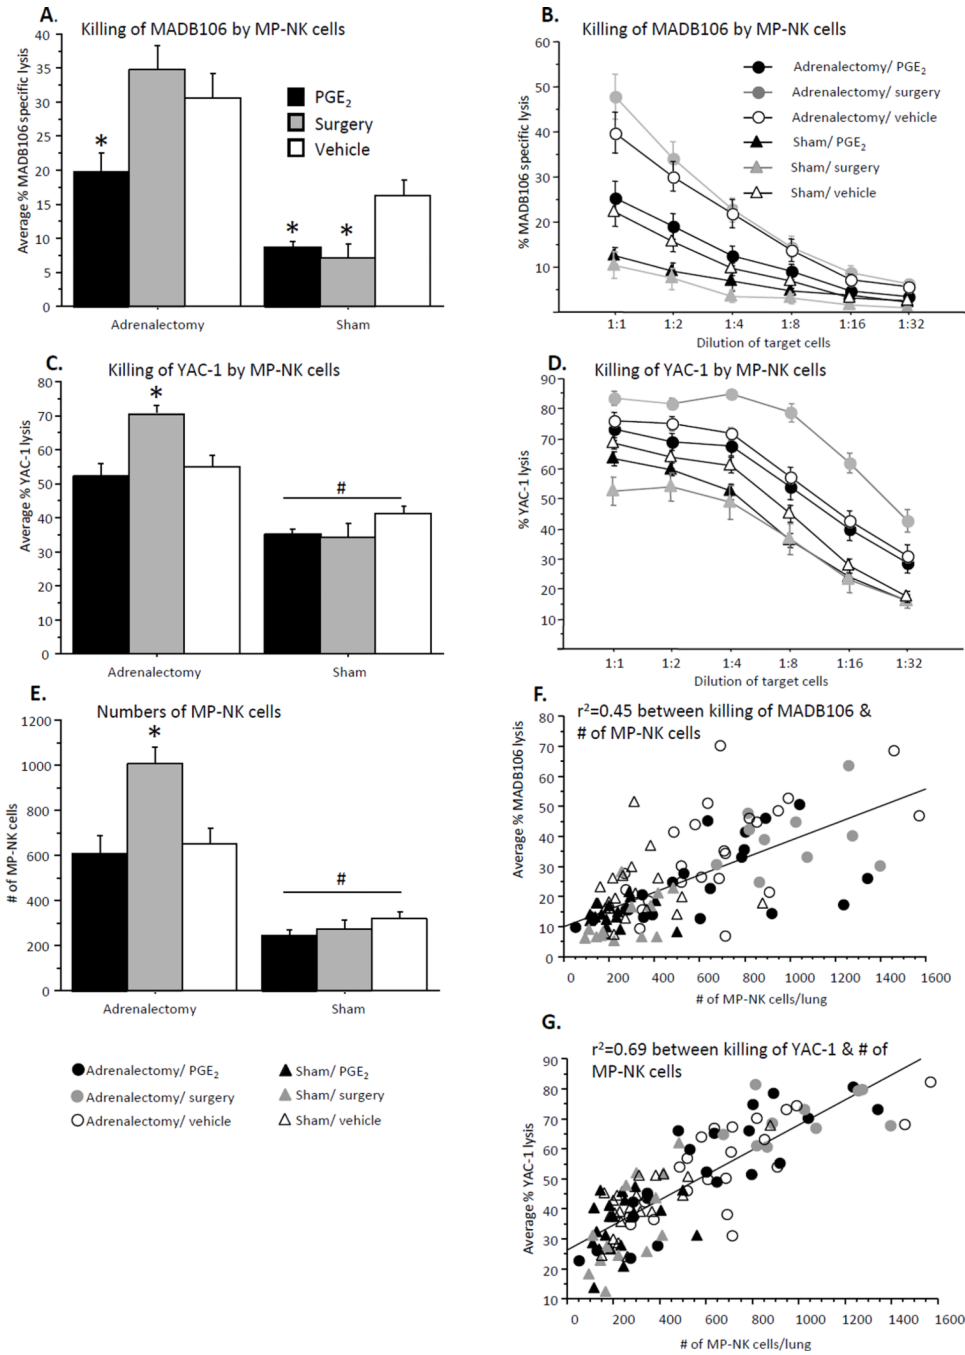 A.
Killing of MADB106 by MP-NK cells
Average % MADB106 specific lysis
40
35
30
25
20
15
10
5
0
*
*
*
PGE2
Surgery
Vehicle
Adrenalectomy
Sham
B.
Killing of MADB106 by MP-NK cells
% MADB106 specific lysis
60
50
40
30
20
10
Adrenalectomy/ PGE2
Adrenalectomy/ surgery
Adrenalectomy/ vehicle
Sham/ PGE2
Sham/ surgery
Sham/ vehicle
1:1
1:2
1:4
1:8
1:16
1:32
Dilution of target cells
C.
Killing of YAC-1 by MP-NK cells
Average % YAC-1 lysis
80
70
60
50
40
30
20
10
0
*
#
Adrenalectomy
Sham
D.
Killing of YAC-1 by MP-NK cells
% YAC-1 lysis
90
80
70
60
50
40
30
20
10
1:1
1:2
1:4
1:8
1:16
1:32
Dilution of target cells
E.
Numbers of MP-NK cells
# of MP-NK cells
1200
1000
800
600
400
200
0
*
#
Adrenalectomy
Sham
Adrenalectomy/ PGE2
Adrenalectomy/ surgery
Adrenalectomy/ vehicle
Sham/ PGE2
Sham/ surgery
Sham/ vehicle
F.
r²=0.45 between killing of MADB106 &
# of MP-NK cells
Average % MADB106 lysis
80
70
60
50
40
30
20
10
0
0
200
400
600
800
1000
1200
1400
1600
# of MP-NK cells/lung
G.
r²=0.69 between killing of YAC-1 & # of
MP-NK cells
Average % YAC-1 lysis
90
80
70
60
50
40
30
20
10
0
200
400
600
800
1000
1200
1400
1600
# of MP-NK cells/lung